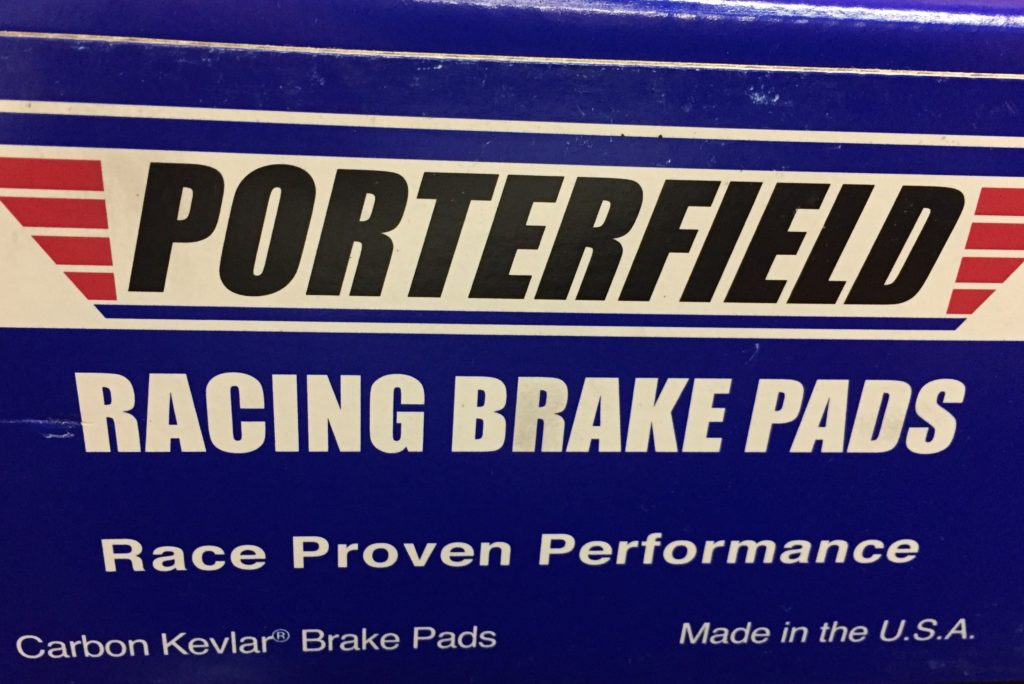 PORTERFIELD
RACING BRAKE PADS
Race Proven Performance
Carbon Kevlar® Brake Pads
Made in the U.S.A.